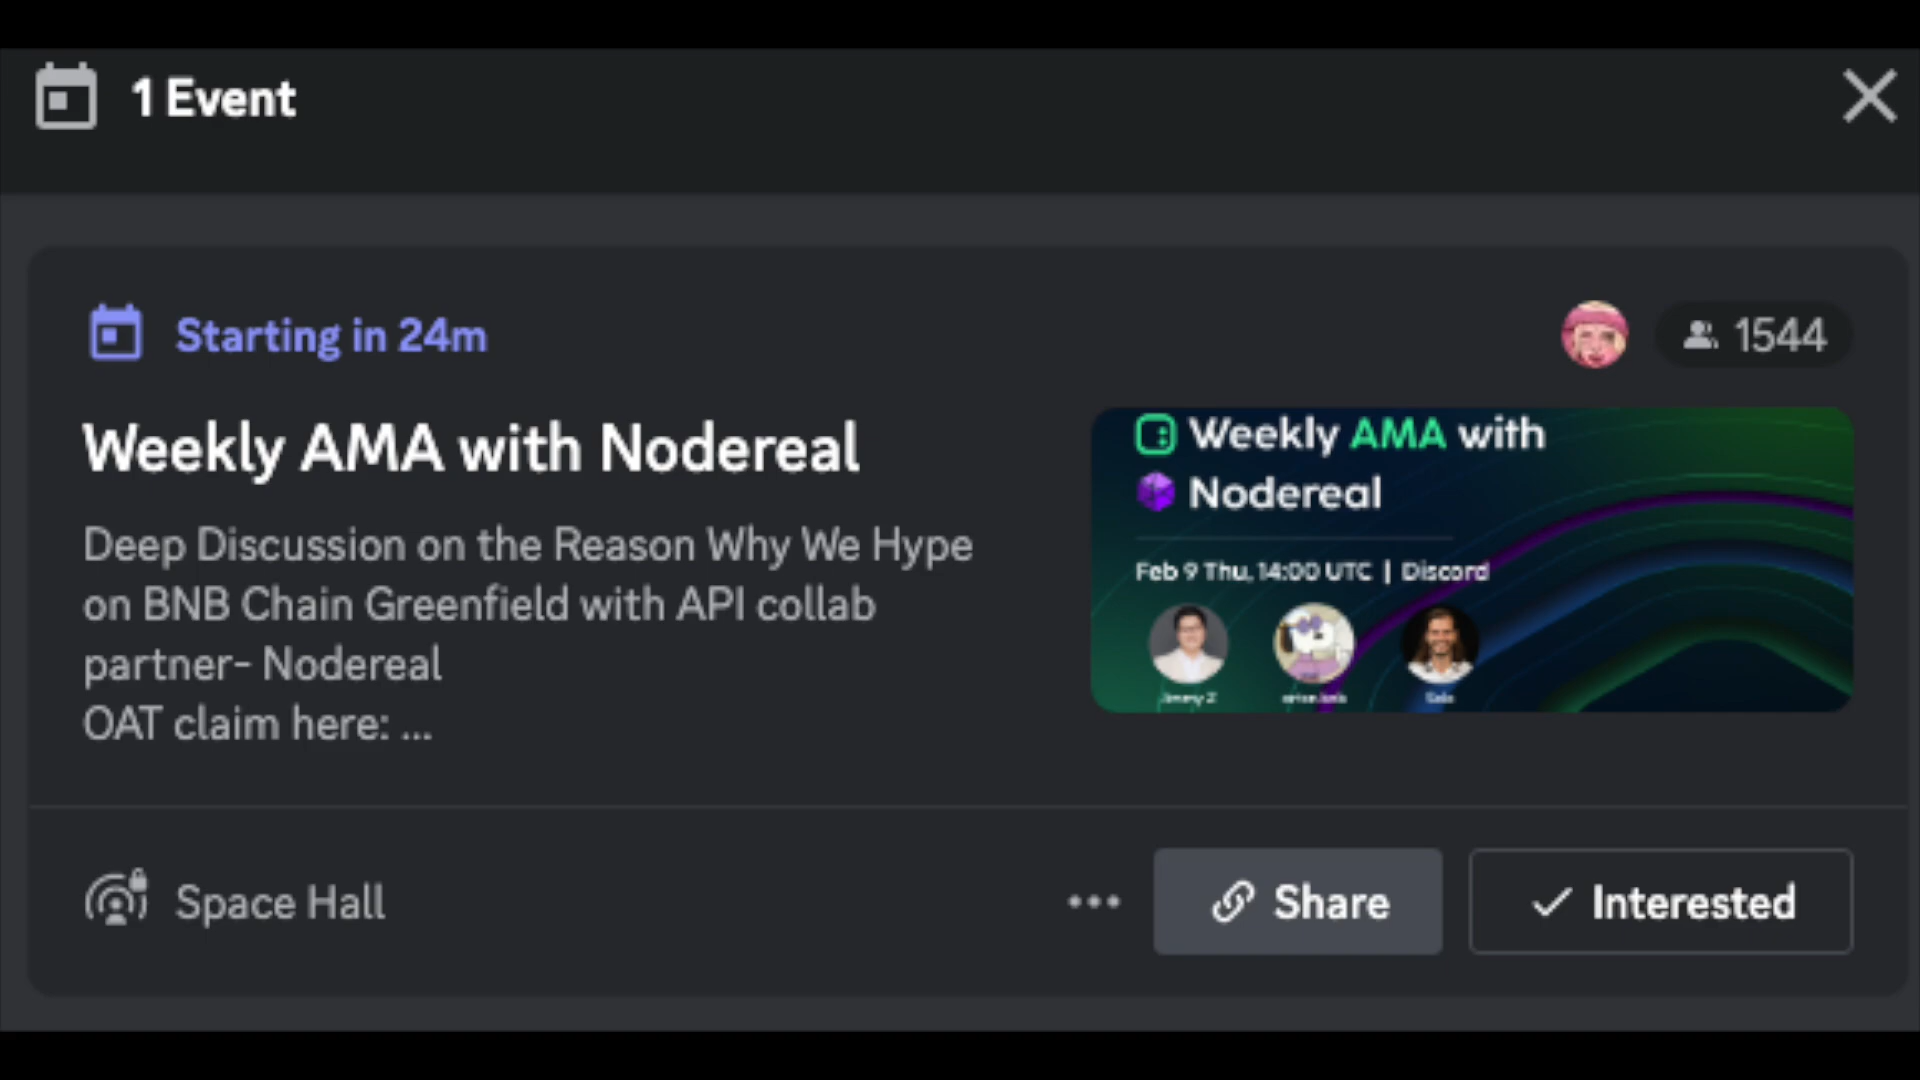 1 Event
Starting in 24m
1544
Weekly AMA with Nodereal
Deep Discussion on the Reason Why We Hype
on BNB Chain Greenfield with API collab
partner- Nodereal
OAT claim here: ...
Weekly AMA with
Nodereal
Feb 9 Thu, 14:00 UTC | Discord
Jimmy Z
Space Hall
Share
Interested